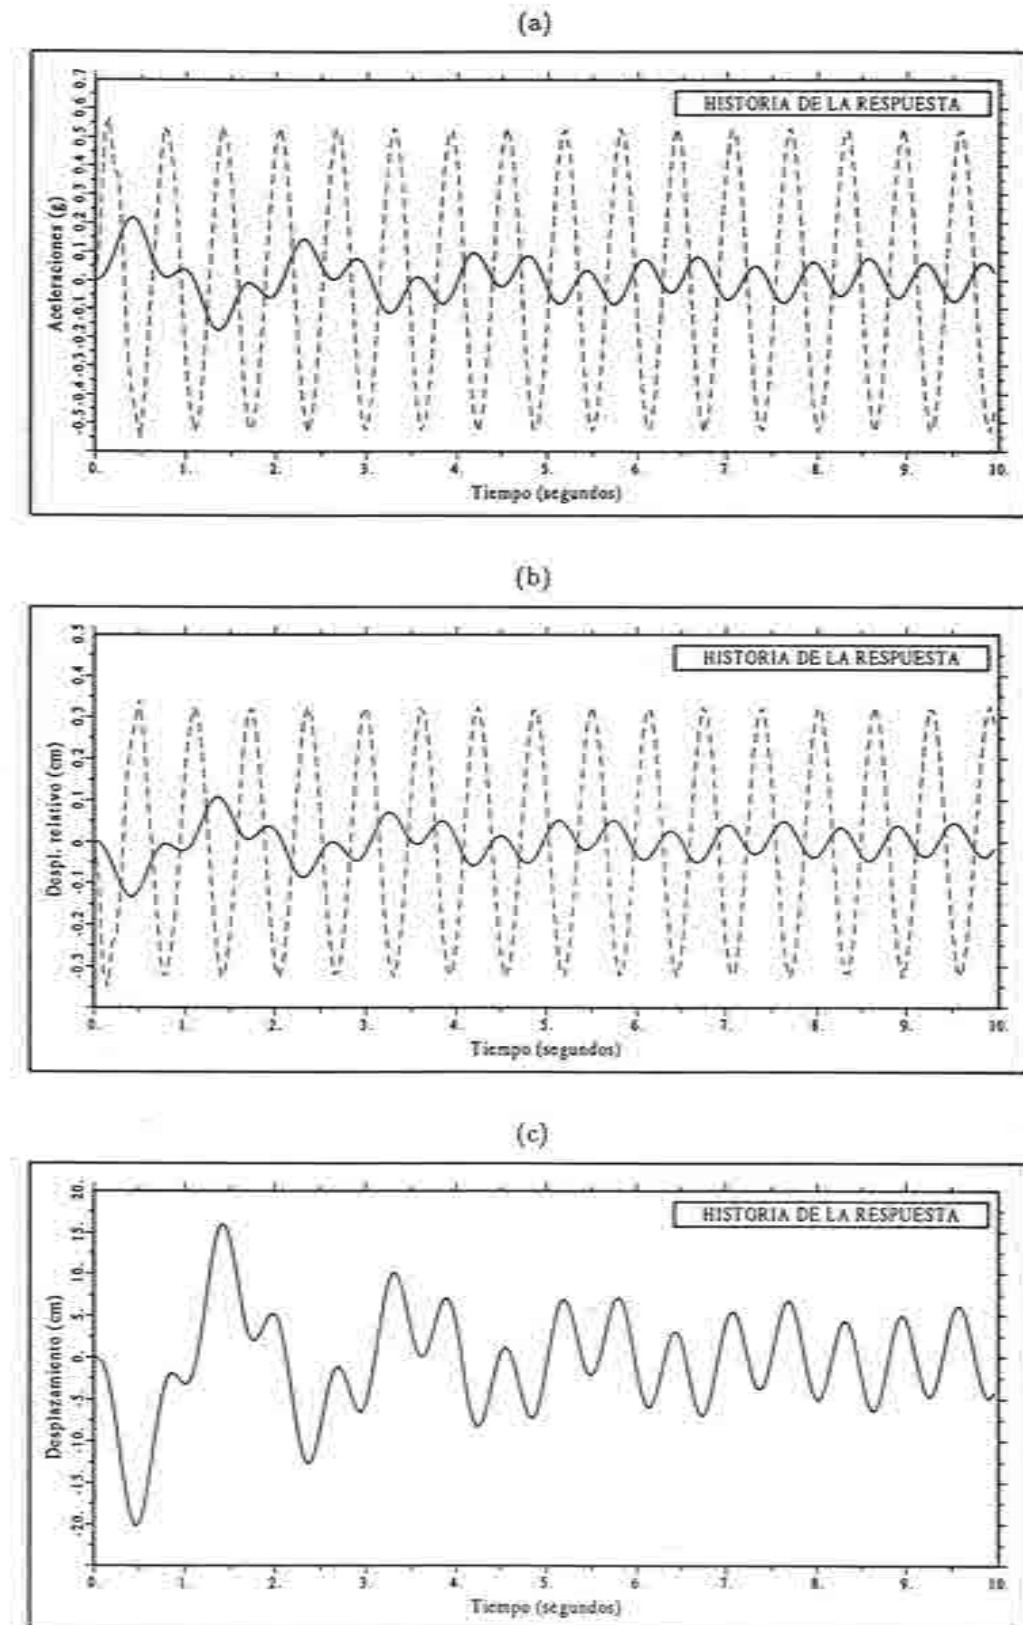 (a)
HISTORIA DE LA RESPUESTA
Aceleraciones (g)
0,7
0,6
0,5
0,4
0,3
0,2
0,1
0,
-0,1
-0,2
-0,3
-0,4
-0,5
0. 1. 2. 3. 4. 5. 6. 7. 8. 9. 10.
Tiempo (segundos)
(b)
HISTORIA DE LA RESPUESTA
Despl. relativo (cm)
0,5
0,4
0,3
0,2
0,1
0
-0,1
-0,2
-0,3
0. 1. 2. 3. 4. 5. 6. 7. 8. 9. 10.
Tiempo (segundos)
(c)
HISTORIA DE LA RESPUESTA
Desplazamiento (cm)
20.
15.
10.
5.
0.
-5.
-10.
-15.
-20.
0. 1. 2. 3. 4. 5. 6. 7. 8. 9. 10.
Tiempo (segundos)